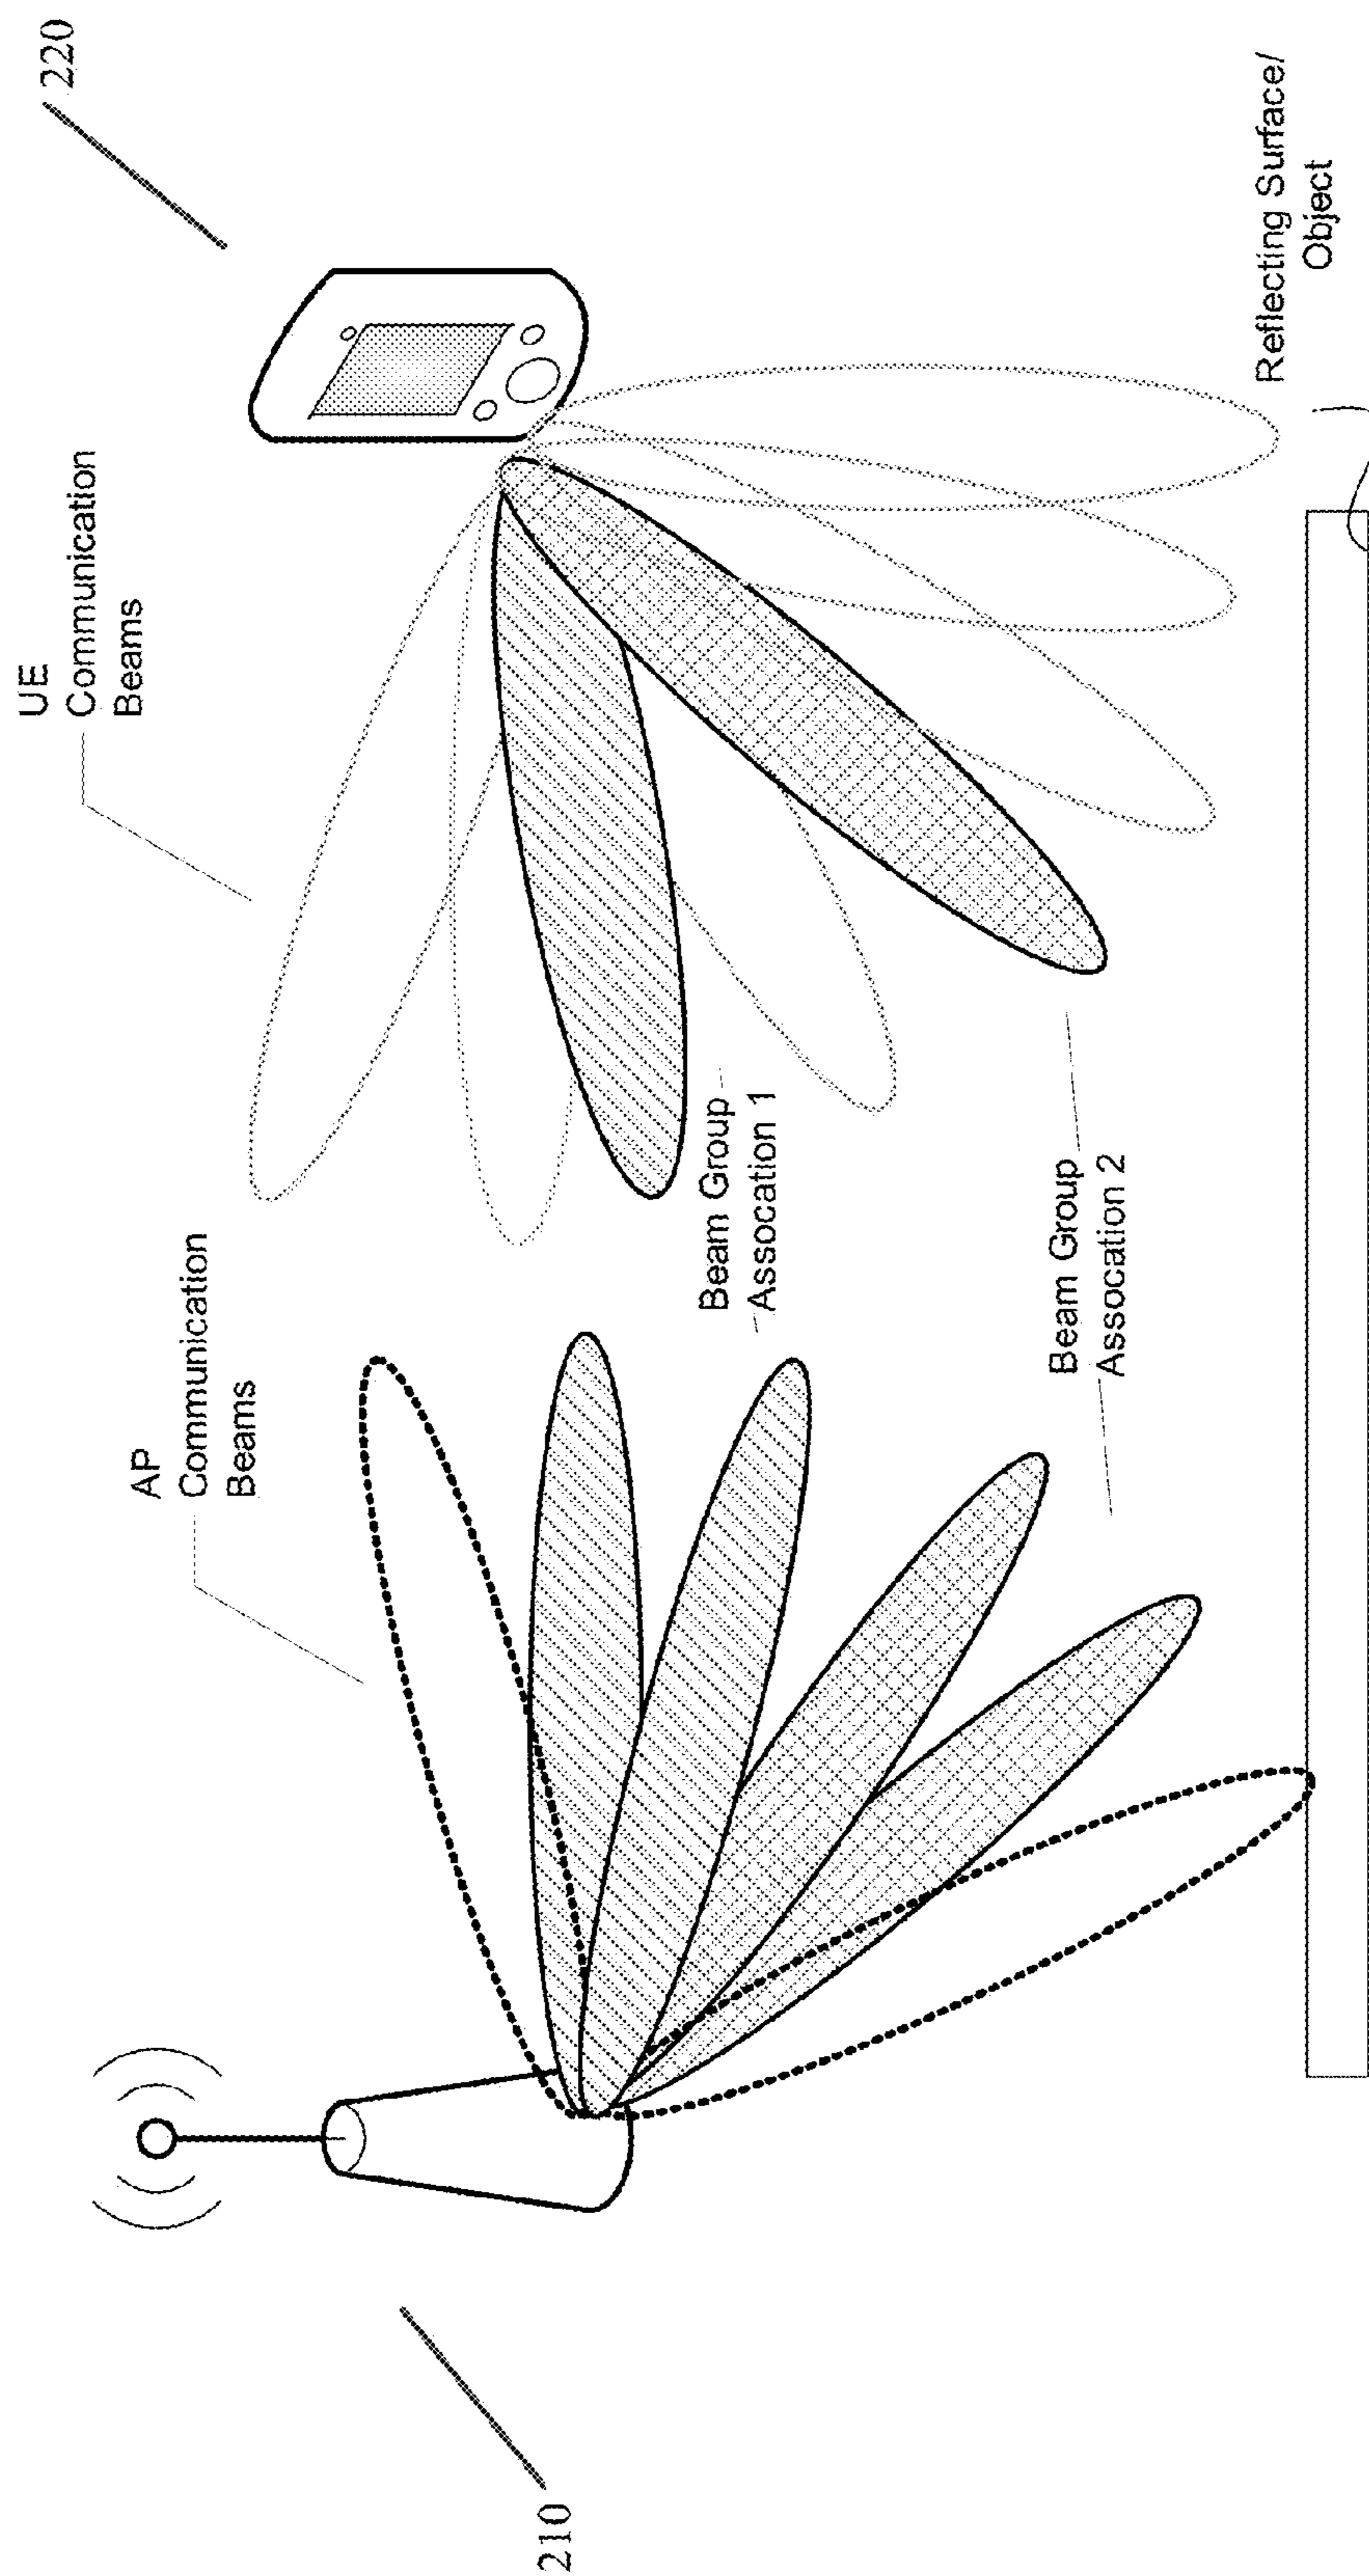 220
UE
Communication
Beams
AP
Communication
Beams
Beam Group
Assocation 1
Beam Group
Assocation 2
Reflecting Surface/
Object
210